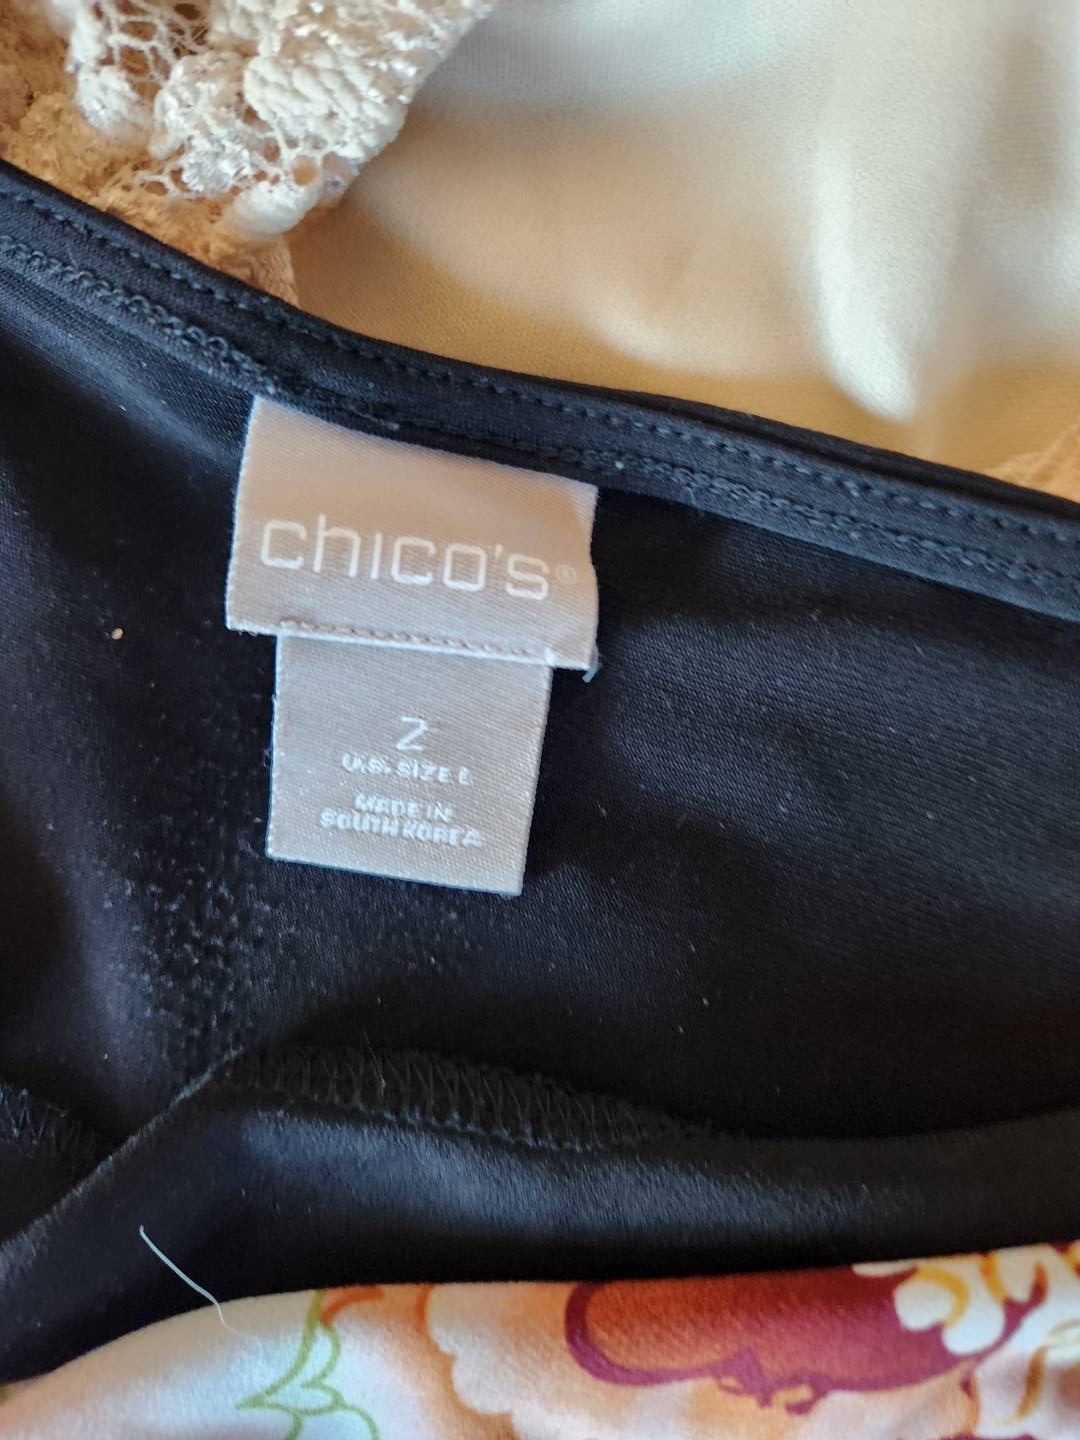 chico's®
2
U.S. SIZE L
MADE IN
SOUTH KOREA